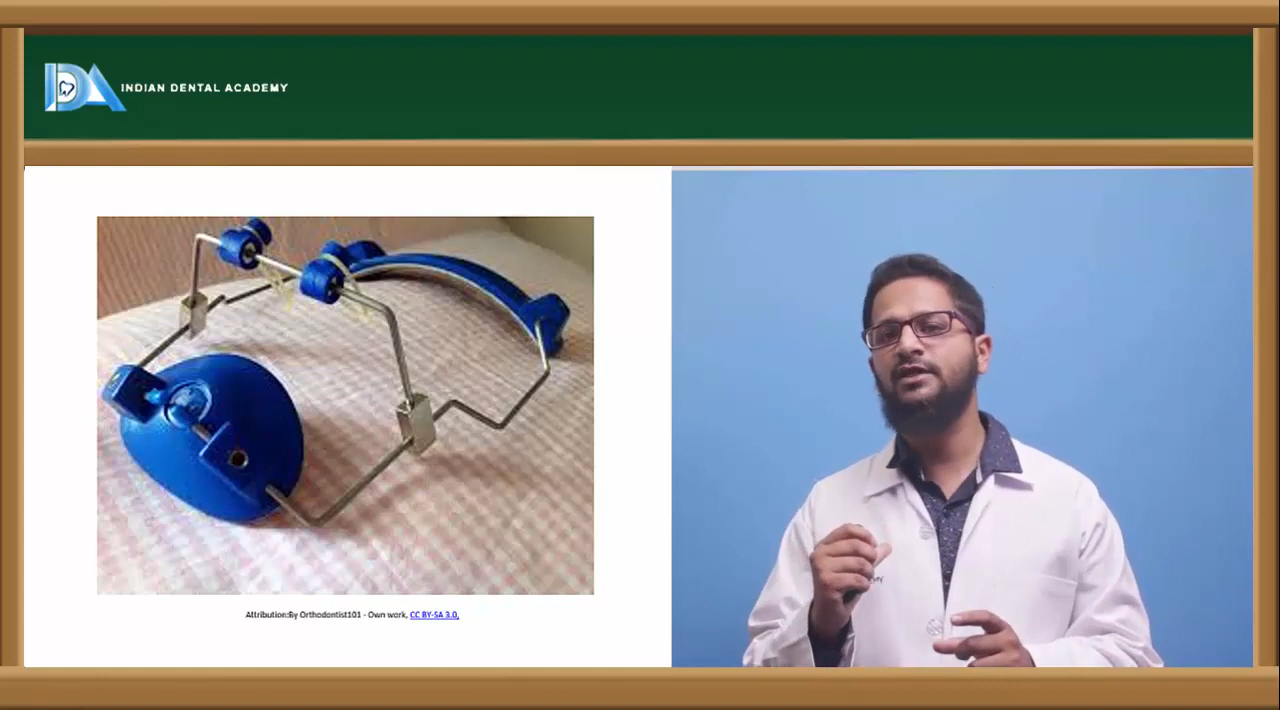 INDIAN DENTAL ACADEMY
Attribution:By Orthodontist101 - Own work, CC BY-SA 3.0,